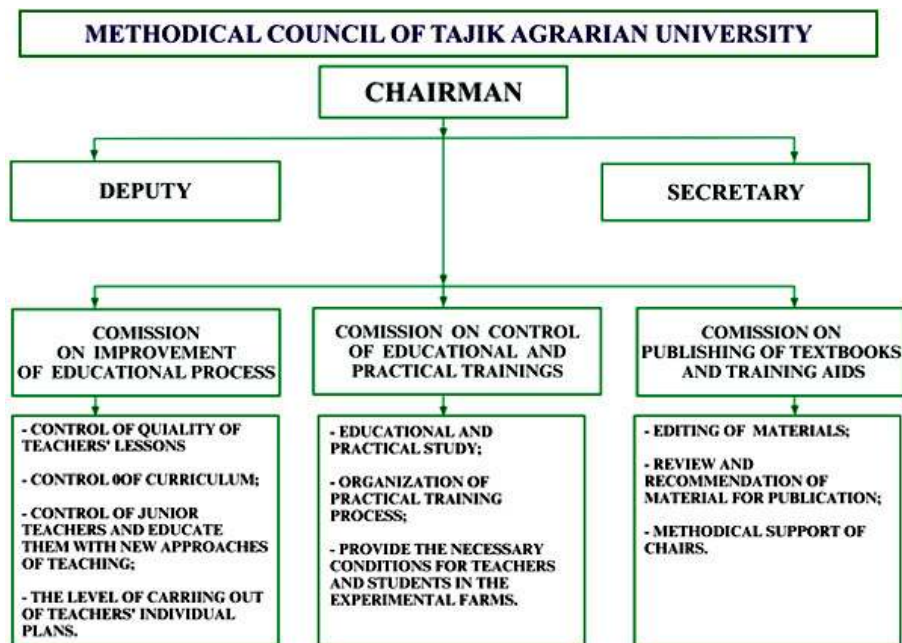 METHODICAL COUNCIL OF TAJIK AGRARIAN UNIVERSITY
CHAIRMAN
DEPUTY
SECRETARY
COMISSION
ON IMPROVEMENT
OF EDUCATIONAL PROCESS
COMISSION ON CONTROL
OF EDUCATIONAL AND
PRACTICAL TRAININGS
COMISSION ON
PUBLISHING OF TEXTBOOKS
AND TRAINING AIDS
- CONTROL OF QUIALITY OF
TEACHERS' LESSONS
- CONTROL 0OF CURRICULUM;
- CONTROL OF JUNIOR
TEACHERS AND EDUCATE
THEM WITH NEW APPROACHES
OF TEACHING;
- THE LEVEL OF CARRIING OUT
OF TEACHERS' INDIVIDUAL
PLANS.
- EDUCATIONAL AND
PRACTICAL STUDY;
- ORGANIZATION OF
PRACTICAL TRAINING
PROCESS;
- PROVIDE THE NECESSARY
CONDITIONS FOR TEACHERS
AND STUDENTS IN THE
EXPERIMENTAL FARMS.
- EDITING OF MATERIALS;
- REVIEW AND
RECOMMENDATION OF
MATERIAL FOR PUBLICATION;
- METHODICAL SUPPORT OF
CHAIRS.